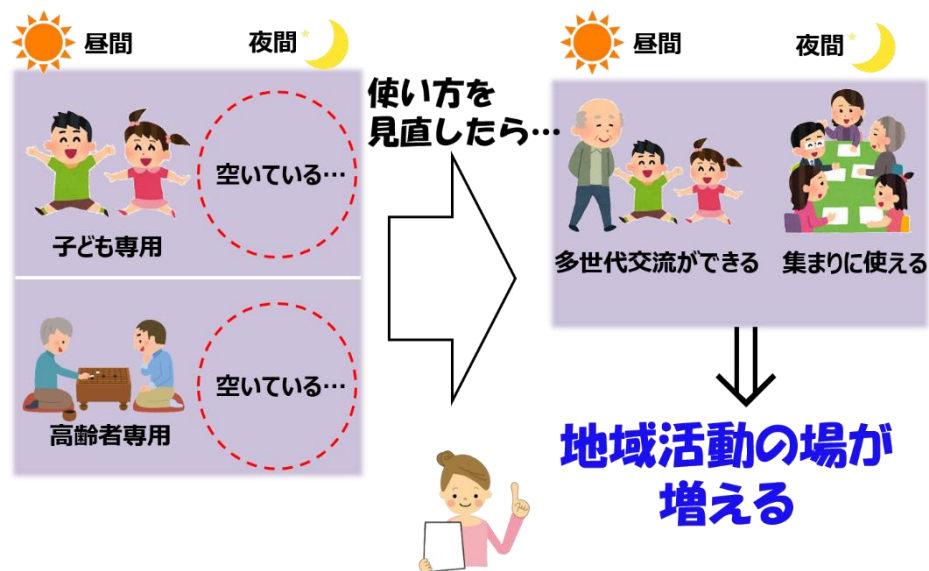 昼間
夜間
空いている…
子ども専用
空いている…
高齢者専用
使い方を
見直したら…
昼間
夜間
多世代交流ができる
集まりに使える
地域活動の場が
増える